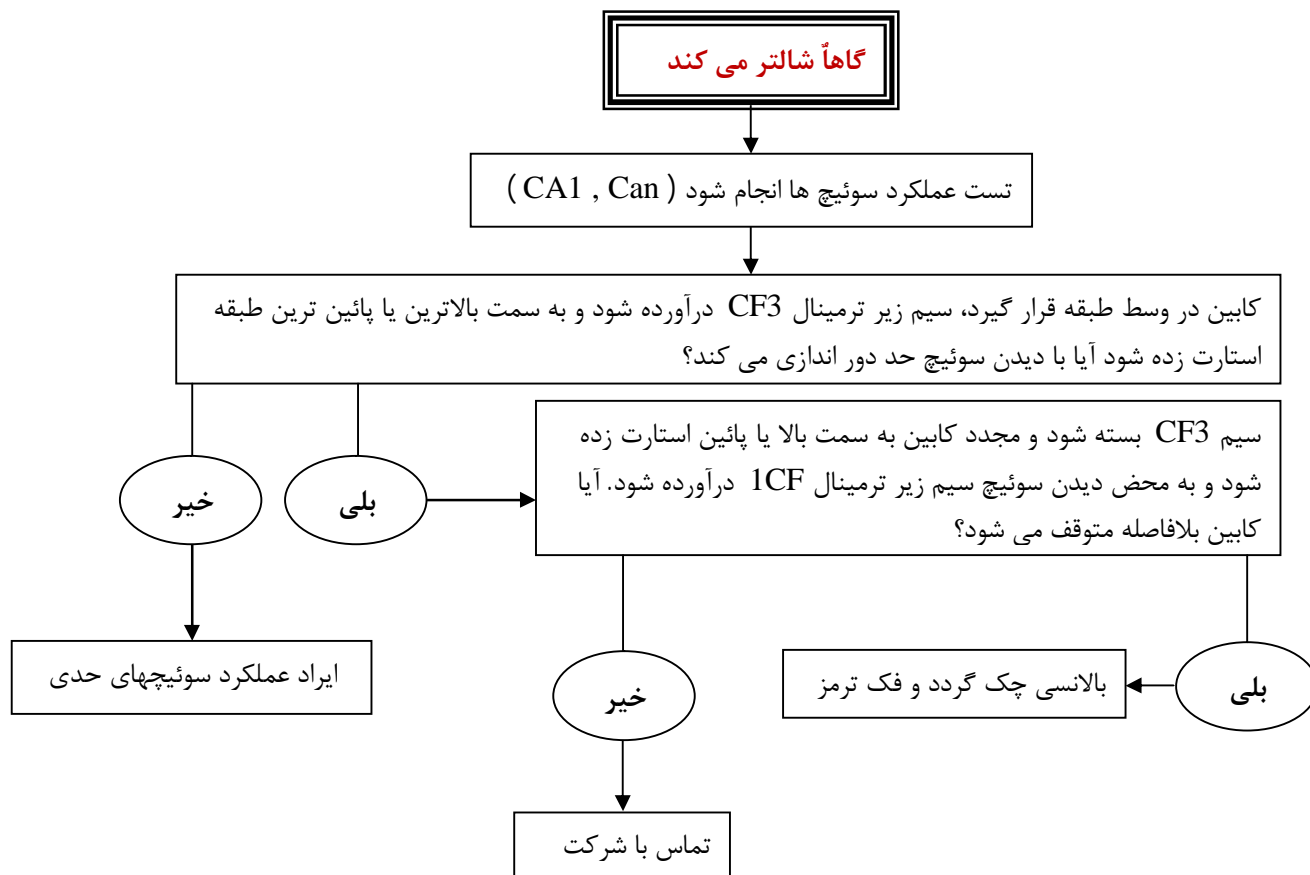 گاهاً شالتر می کند
تست عملکرد سوئیچ ها انجام شود ( CA1 , Can )
کابین در وسط طبقه قرار گیرد، سیم زیر ترمینال CF3 درآورده شود و به سمت بالاترین یا پائین ترین طبقه
استارت زده شود آیا با دیدن سوئیچ حد دور اندازی می کند؟
سیم CF3 بسته شود و مجدد کابین به سمت بالا یا پائین استارت زده
شود و به محض دیدن سوئیچ سیم زیر ترمینال 1CF درآورده شود. آیا
کابین بلافاصله متوقف می شود؟
بلی
خیر
ایراد عملکرد سوئیچهای حدی
بلی
بالانسی چک گردد و فک ترمز
خیر
تماس با شرکت